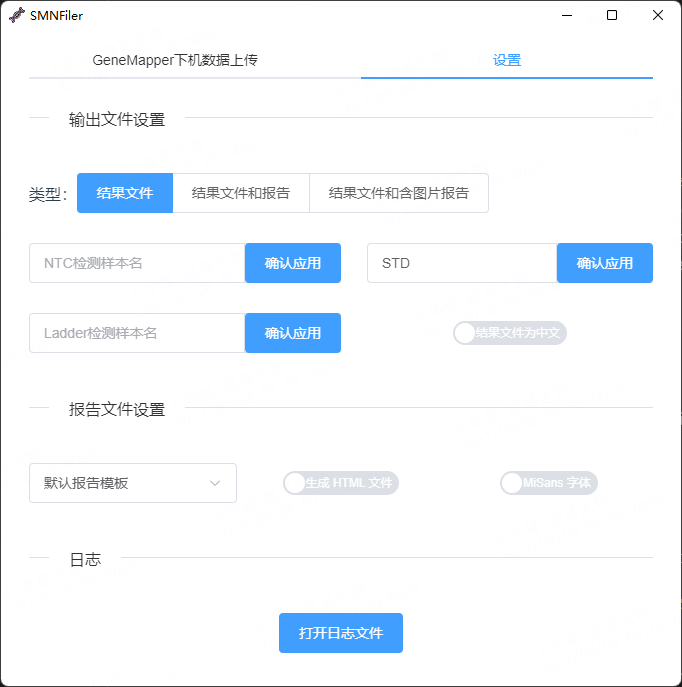 SMNFiler
GeneMapper下机数据上传 设置
输出文件设置
类型： 结果文件 结果文件和报告 结果文件和含图片报告
NTC检测样本名 确认应用 STD 确认应用
Ladder检测样本名 确认应用 结果文件为中文
报告文件设置
默认报告模板 生成 HTML 文件 MiSans 字体
日志
打开日志文件